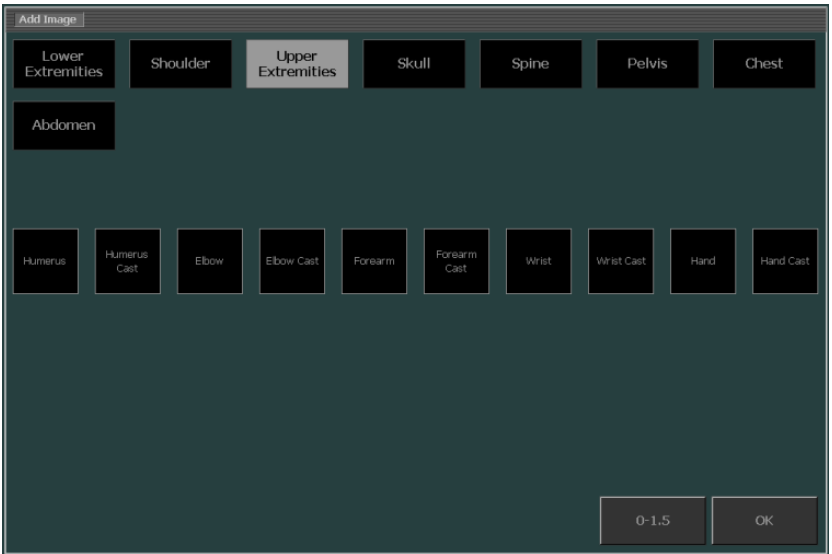 Add Image
Lower
Extremities
Shoulder
Upper
Extremities
Skull
Spine
Pelvis
Chest
Abdomen
Humerus
Humerus
Cast
Elbow
Elbow Cast
Forearm
Forearm
Cast
Wrist
Wrist Cast
Hand
Hand Cast
0-1.5
OK